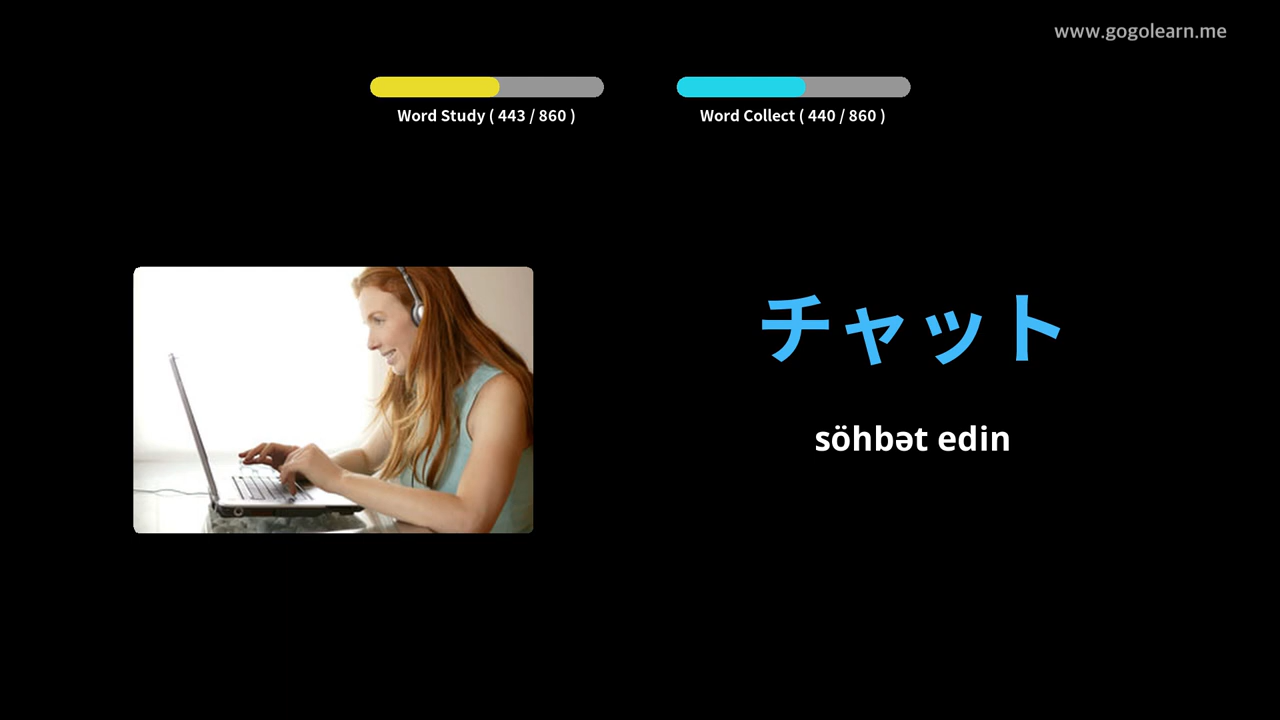 www.gogolearn.me
Word Study ( 443 / 860 )
Word Collect ( 440 / 860 )
チャット
söhbət edin